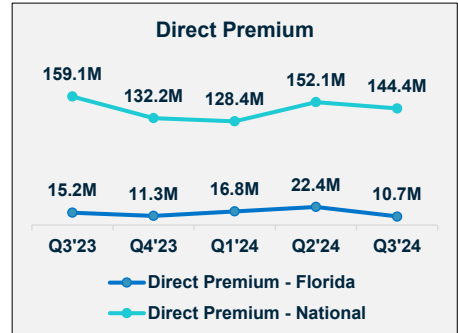 Direct Premium
159.1M
132.2M
128.4M
152.1M
144.4M
15.2M
11.3M
16.8M
22.4M
10.7M
Q3'23 Q4'23 Q1'24 Q2'24 Q3'24
Direct Premium - Florida
Direct Premium - National